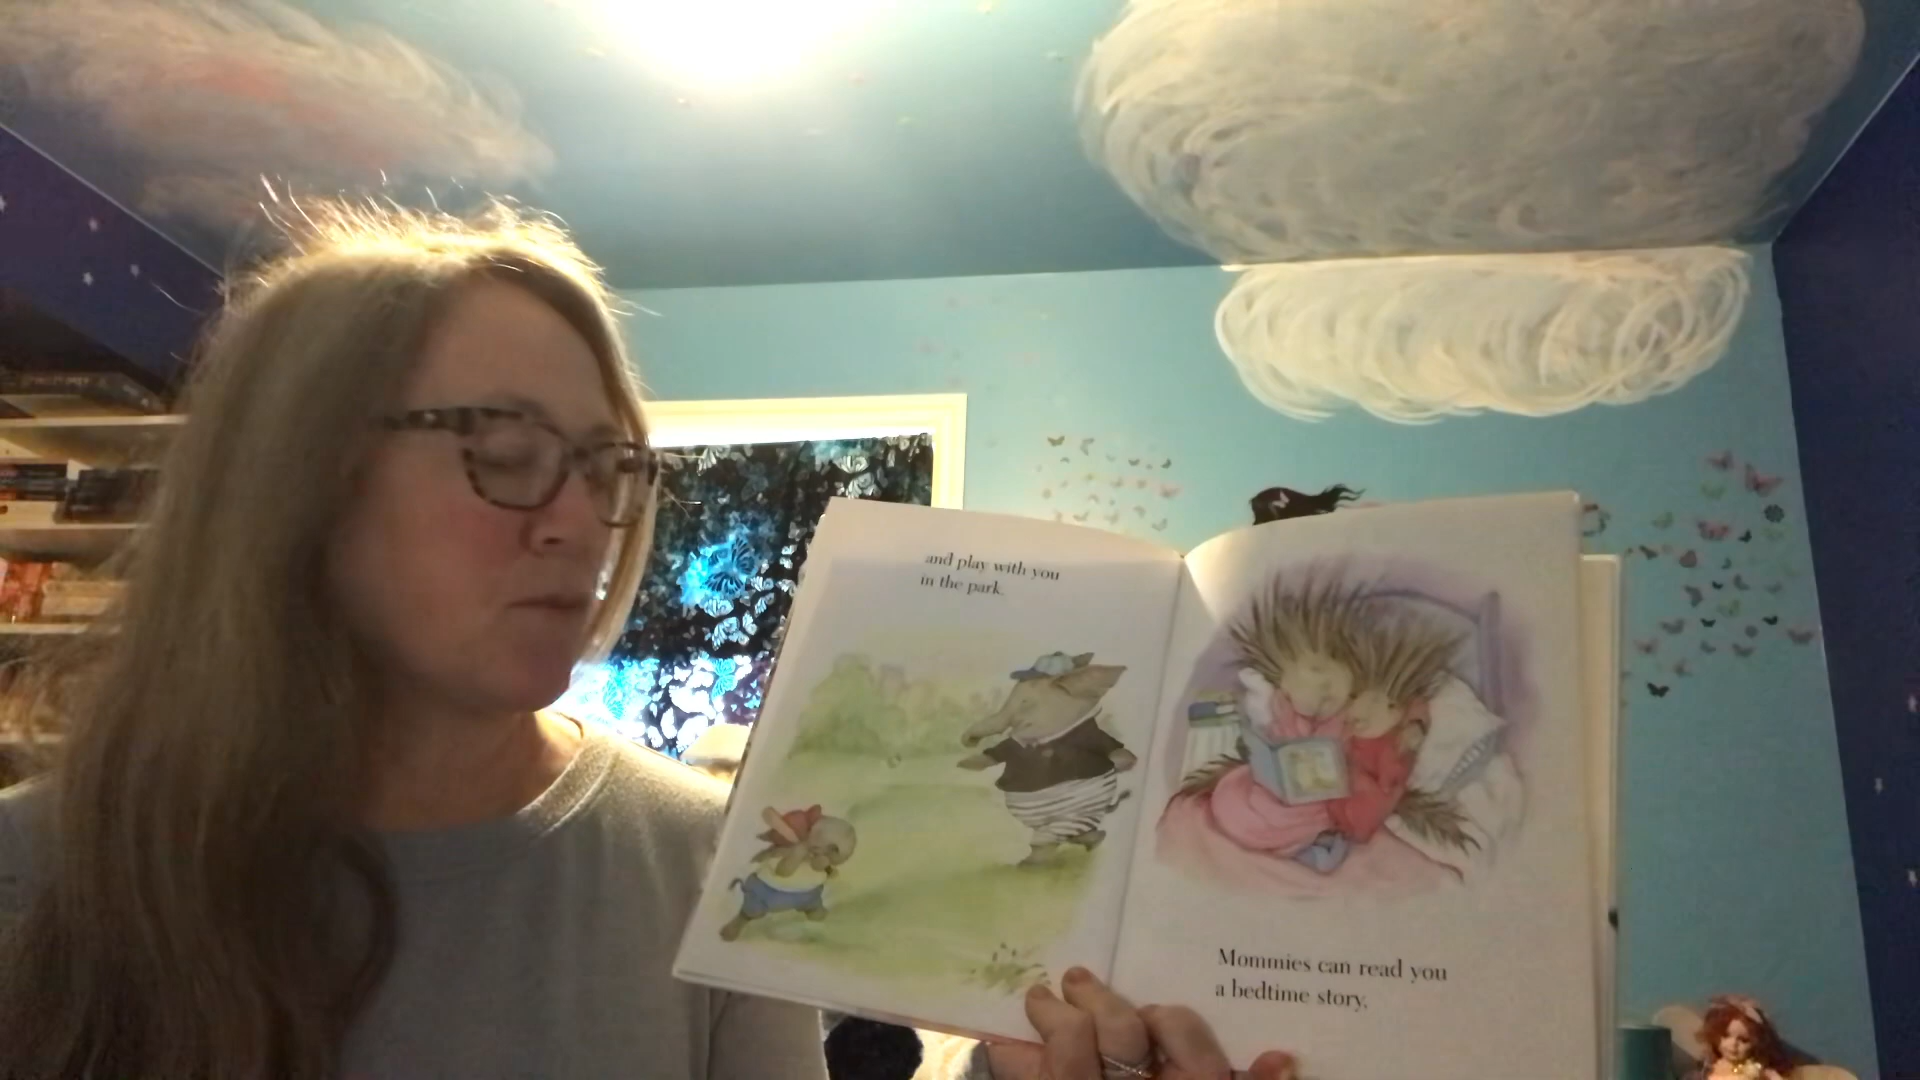 and play with you
in the park.
Mommies can read you
a bedtime story.